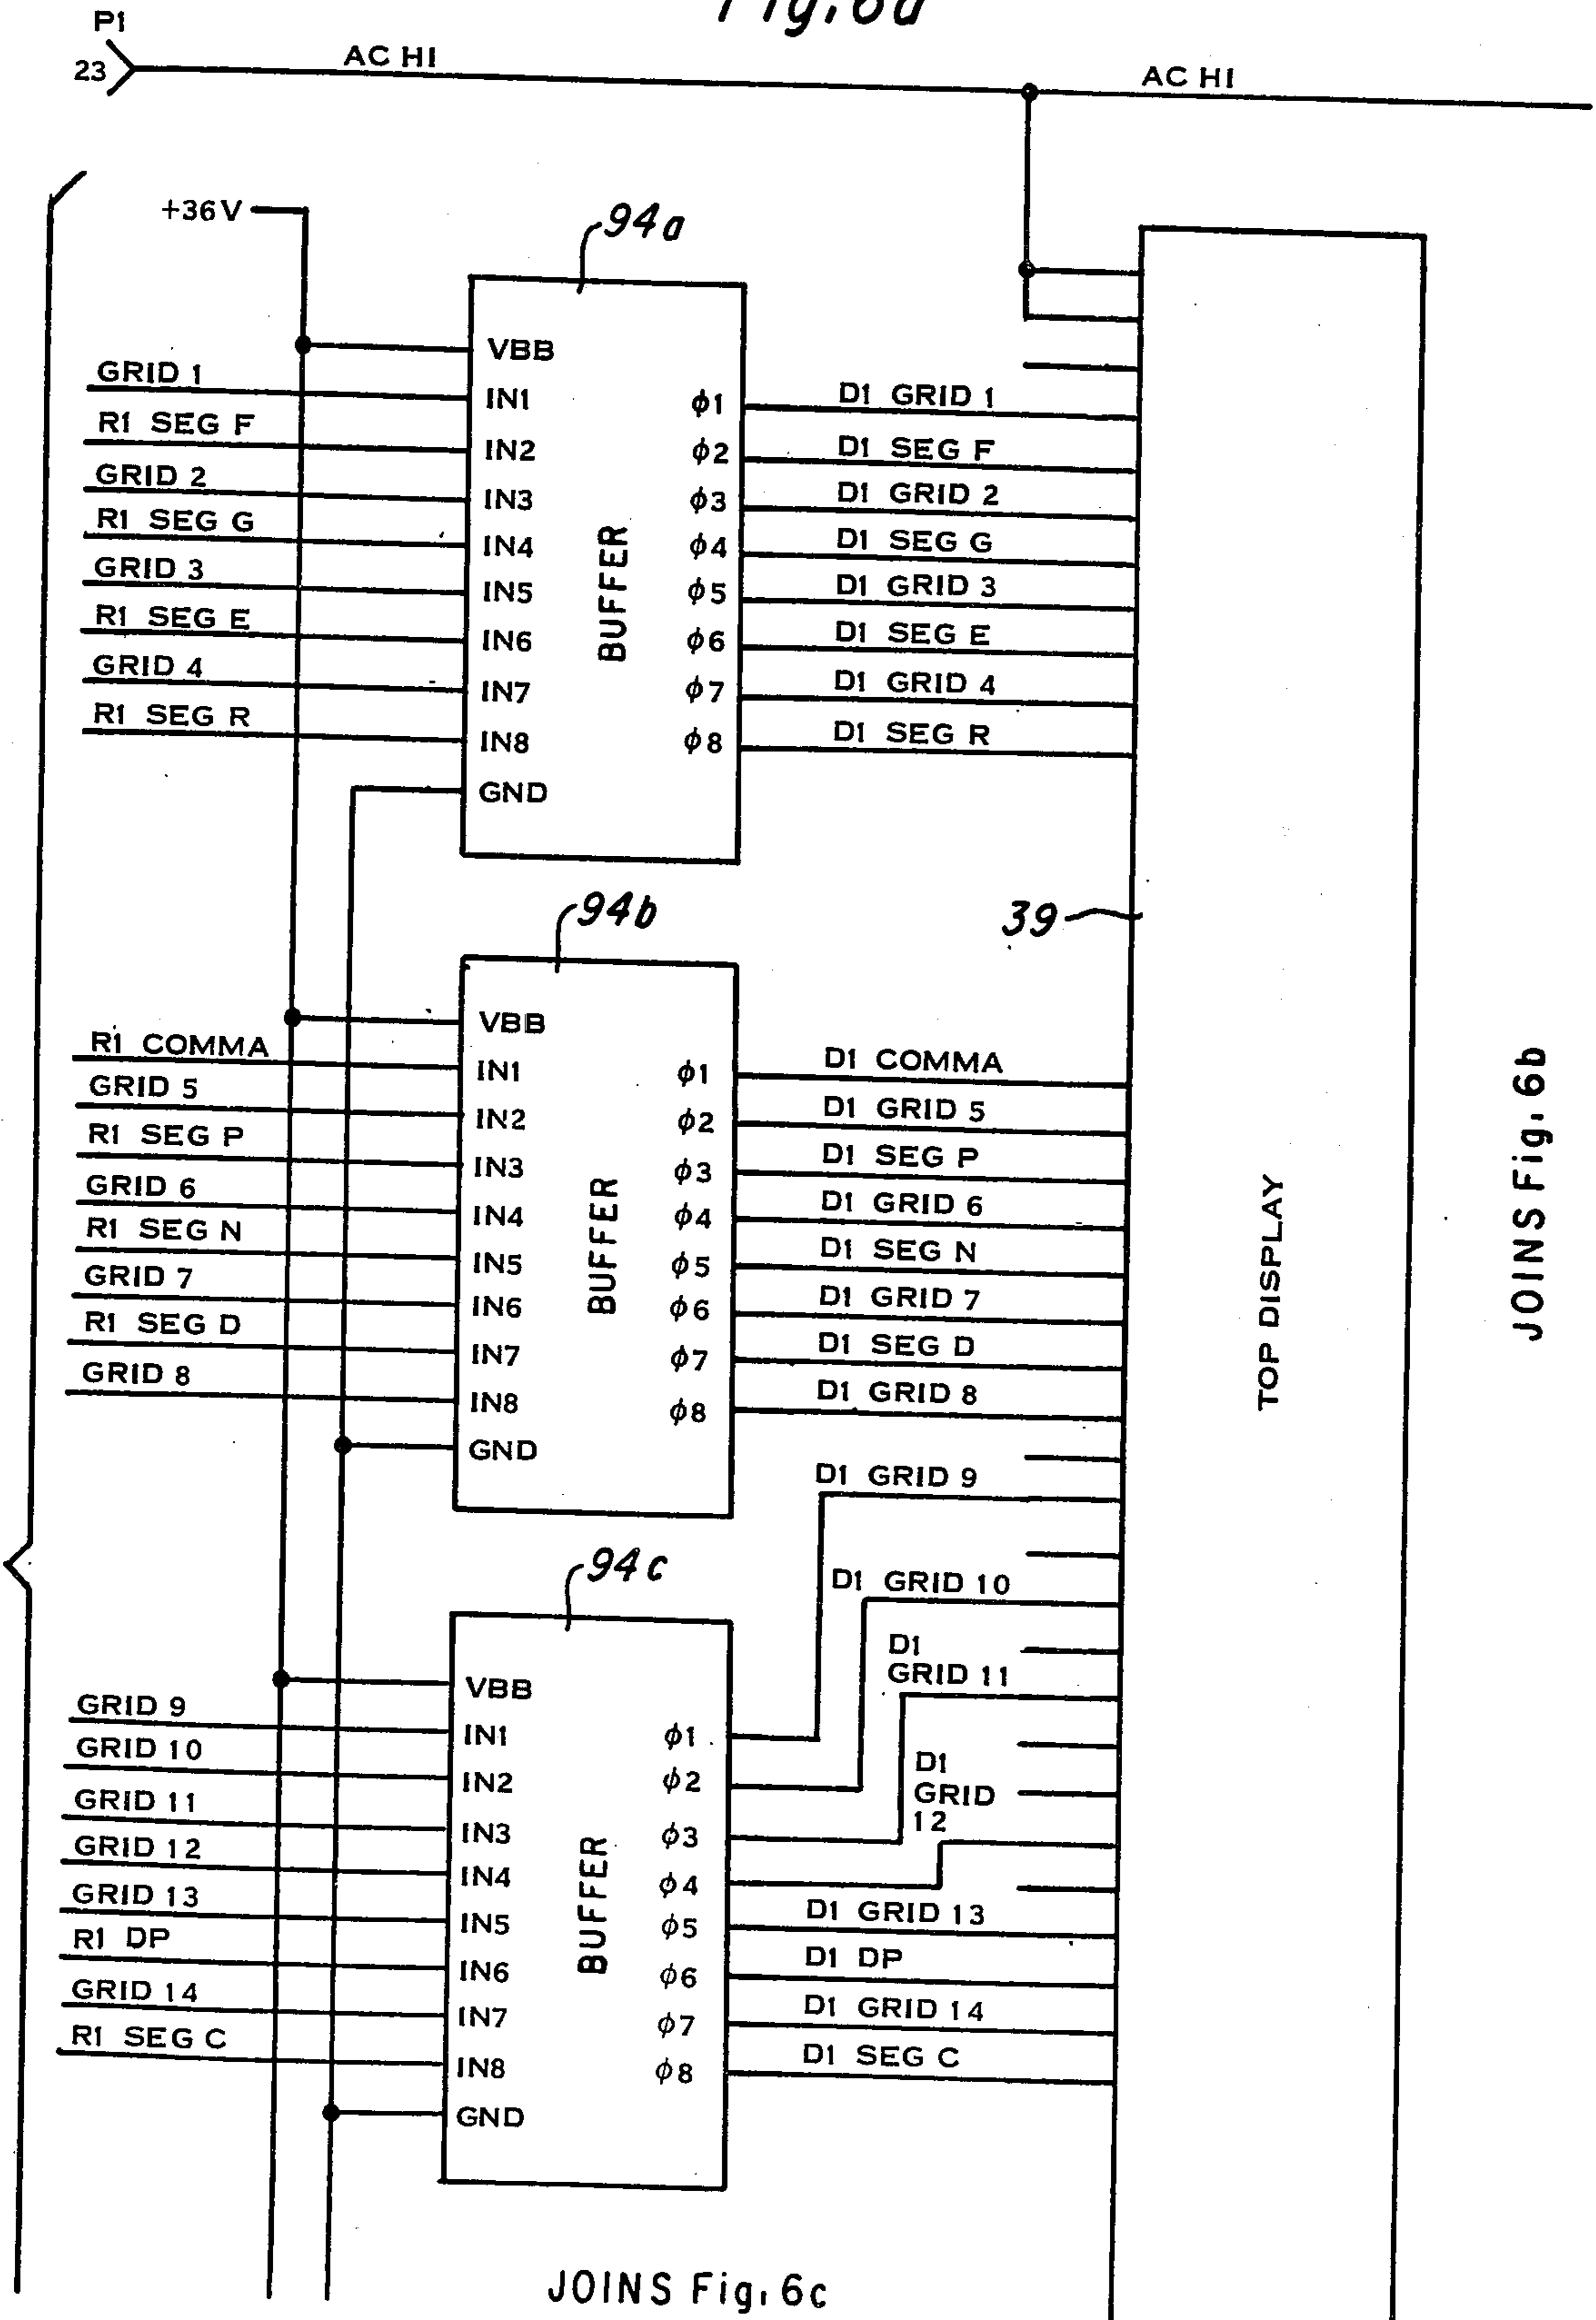 Fig. 6a
P1
23
AC HI
AC HI
+36V
94a
VBB
GRID 1
IN1
φ1
D1 GRID 1
R1 SEG F
IN2
φ2
D1 SEG F
GRID 2
IN3
φ3
D1 GRID 2
R1 SEG G
IN4
φ4
D1 SEG G
GRID 3
IN5
φ5
D1 GRID 3
R1 SEG E
IN6
φ6
D1 SEG E
GRID 4
IN7
φ7
D1 GRID 4
R1 SEG R
IN8
φ8
D1 SEG R
GND
BUFFER
94b
39
VBB
R1 COMMA
IN1
φ1
D1 COMMA
GRID 5
IN2
φ2
D1 GRID 5
R1 SEG P
IN3
φ3
D1 SEG P
GRID 6
IN4
φ4
D1 GRID 6
R1 SEG N
IN5
φ5
D1 SEG N
GRID 7
IN6
φ6
D1 GRID 7
R1 SEG D
IN7
φ7
D1 SEG D
GRID 8
IN8
φ8
D1 GRID 8
GND
BUFFER
TOP DISPLAY
JOINS Fig. 6b
94c
VBB
GRID 9
IN1
φ1
D1 GRID 9
GRID 10
IN2
φ2
D1 GRID 10
GRID 11
IN3
φ3
D1
GRID 11
GRID 12
IN4
φ4
D1
GRID
12
GRID 13
IN5
φ5
D1 GRID 13
R1 DP
IN6
φ6
D1 DP
GRID 14
IN7
φ7
D1 GRID 14
R1 SEG C
IN8
φ8
D1 SEG C
GND
BUFFER
JOINS Fig. 6c